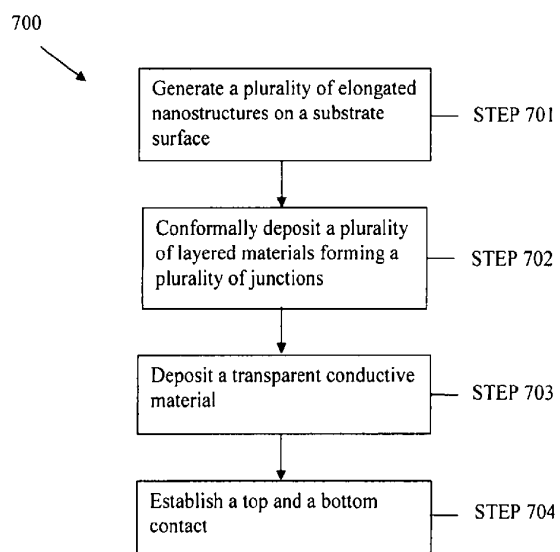 700
Generate a plurality of elongated
nanostructures on a substrate
surface
STEP 701
Conformally deposit a plurality
of layered materials forming a
plurality of junctions
STEP 702
Deposit a transparent conductive
material
STEP 703
Establish a top and a bottom
contact
STEP 704